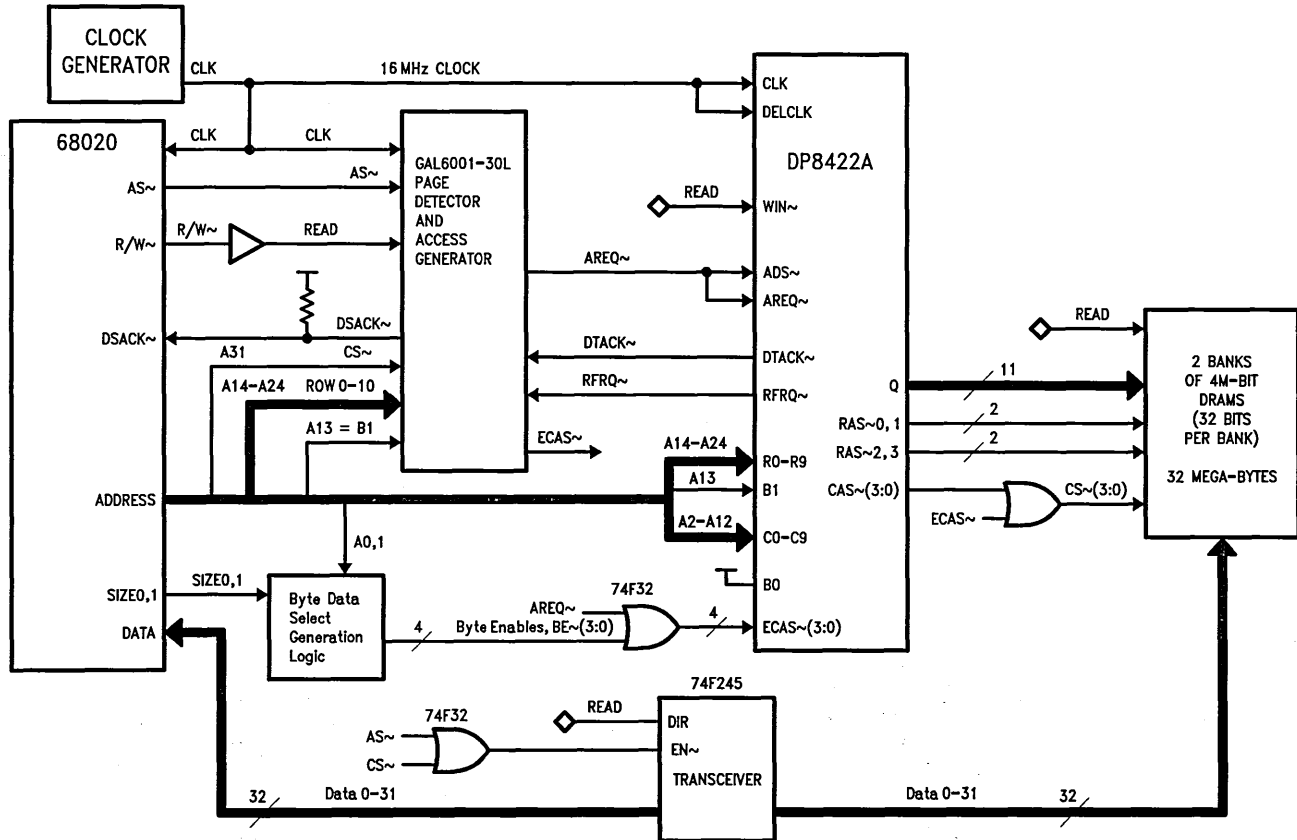 CLOCK
GENERATOR
CLK
16 MHz CLOCK
CLK
DELCLK
DP8422A
68020
CLK
CLK
GAL6001-30L
PAGE
DETECTOR
AND
ACCESS
GENERATOR
AS~
AS~
READ
WIN~
R/W~
R/W~
READ
AREQ~
ADS~
AREQ~
DSACK~
DSACK~
DTACK~
DTACK~
READ
A31
CS~
RFRQ~
RFRQ~
A14-A24
ROW 0-10
Q
11
2 BANKS
OF 4M-BIT
DRAMS
(32 BITS
PER BANK)
32 MEGA-BYTES
RAS~0,1
2
A13 = B1
ECAS~
A14-A24
R0-R9
RAS~2,3
2
ADDRESS
A13
B1
CAS~(3:0)
CS~(3:0)
ECAS~
A2-A12
C0-C9
A0,1
B0
SIZE0,1
SIZE0,1
Byte Data
Select
Generation
Logic
74F32
AREQ~
4
Byte Enables, BE~(3:0)
4
ECAS~(3:0)
DATA
74F245
READ
DIR
74F32
AS~
CS~
EN~
TRANSCEIVER
32
Data 0-31
Data 0-31
32